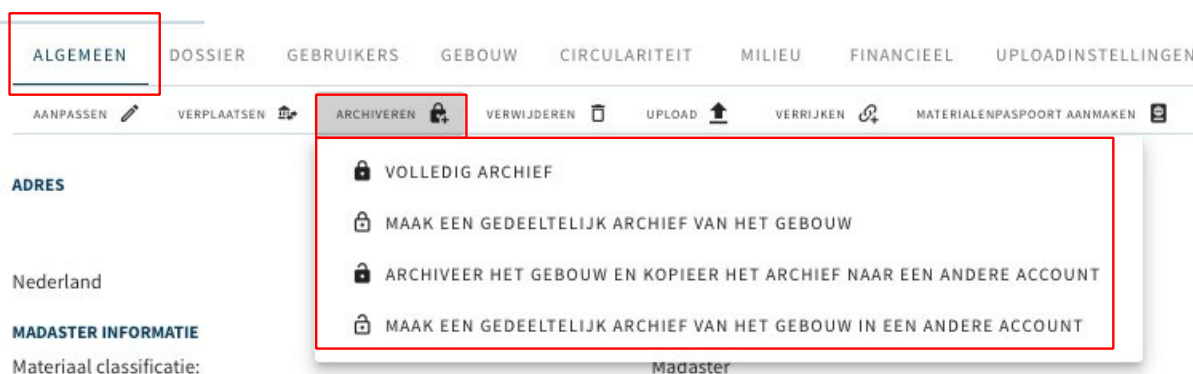 ALGEMEEN DOSSIER GEBRUIKERS GEBOUW CIRCULARITEIT MILIEU FINANCIEEL UPLOADINSTELLINGEN
AANPASSEN VERPLAATSEN ARCHIVEREN VERWIJDEREN UPLOAD VERRIJKEN MATERIALENPASPOORT AANMAKEN
VOLLEDIG ARCHIEF
ADRES
MAAK EEN GEDEELTELIJK ARCHIEF VAN HET GEBOUW
ARCHIVEER HET GEBOUW EN KOPIEER HET ARCHIEF NAAR EEN ANDERE ACCOUNT
Nederland
MAAK EEN GEDEELTELIJK ARCHIEF VAN HET GEBOUW IN EEN ANDERE ACCOUNT
MADASTER INFORMATIE
Materiaal classificatie: Madaster